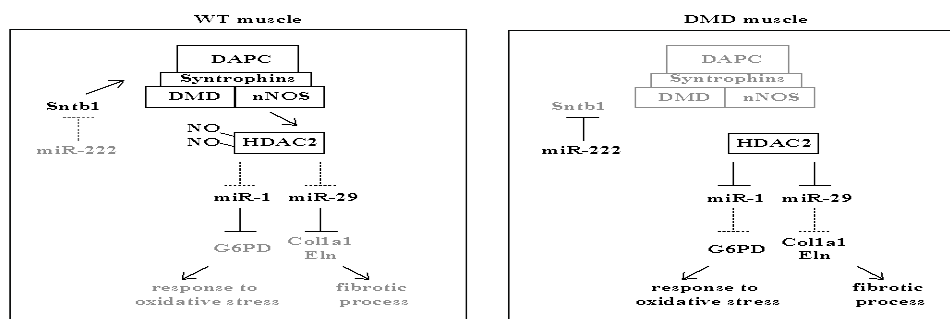 WT muscle
DAPC
Syntrophins
DMD nNOS
Sntb1
miR-222
NO
NO
HDAC2
miR-1 miR-29
G6PD
Col1a1
Eln
response to
oxidative stress
fibrotic
process
DMD muscle
DAPC
Syntrophins
DMD nNOS
Sntb1
miR-222
HDAC2
miR-1 miR-29
G6PD
Col1a1
Eln
response to
oxidative stress
fibrotic
process